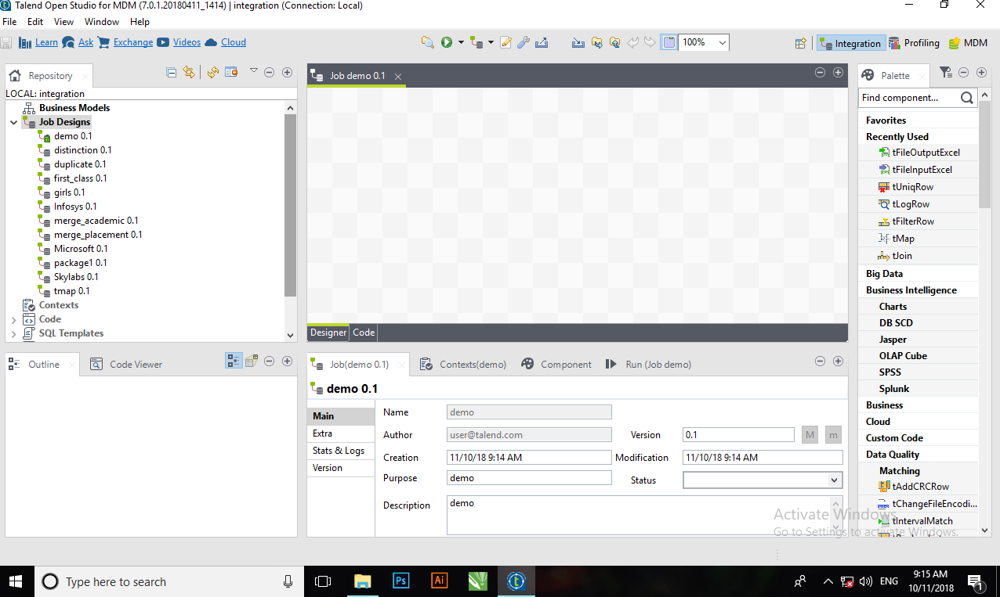 Talend Open Studio for MDM (7.0.1.20180411_1414) | integration (Connection: Local)
File Edit View Window Help
Learn Ask Exchange Videos Cloud 100% Integration Profiling MDM
Repository
LOCAL: integration
Business Models
Job Designs
demo 0.1
distinction 0.1
duplicate 0.1
first_class 0.1
girls 0.1
Infosys 0.1
merge_academic 0.1
merge_placement 0.1
Microsoft 0.1
package1 0.1
Skylabs 0.1
tmap 0.1
Contexts
Code
SQL Templates
Job demo 0.1
Designer Code
Palette
Find component...
Favorites
Recently Used
tFileOutputExcel
tFileInputExcel
tUniqRow
tLogRow
tFilterRow
tMap
tJoin
Big Data
Business Intelligence
Charts
DB SCD
Jasper
OLAP Cube
SPSS
Splunk
Business
Cloud
Custom Code
Data Quality
Matching
tAddCRCRow
tChangeFileEncodi...
tIntervalMatch
Outline Code Viewer
Job(demo 0.1) Contexts(demo) Component Run (Job demo)
demo 0.1
Main
Extra
Stats & Logs
Version
Name demo
Author user@talend.com Version 0.1 M m
Creation 11/10/18 9:14 AM Modification 11/10/18 9:14 AM
Purpose demo Status
Description demo
Activate Windows
Go to Settings to activate Windows.
Type here to search
Ps Ai
ENG
9:15 AM
10/11/2018
1